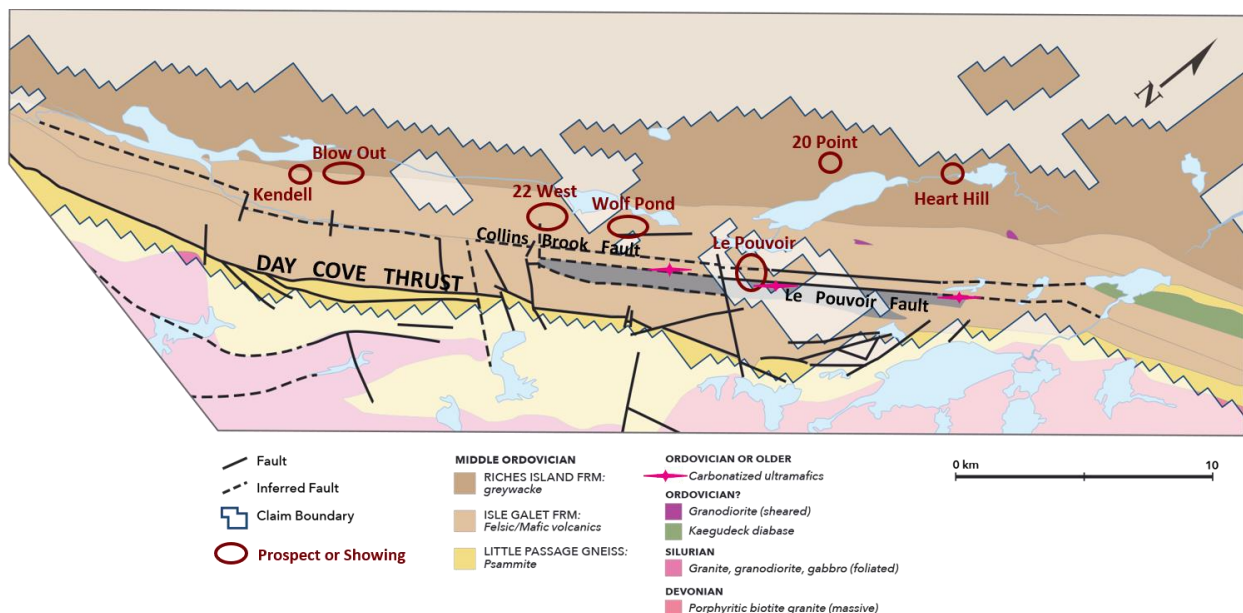 N
20 Point
Blow Out
Kendell
Heart Hill
22 West
Wolf Pond
Collins Brook Fault
Le Pouvoir
DAY COVE THRUST
Le Pouvoir Fault
Fault
Inferred Fault
Claim Boundary
Prospect or Showing
MIDDLE ORDOVICIAN
RICHES ISLAND FRM:
greywacke
ISLE GALET FRM:
Felsic/Mafic volcanics
LITTLE PASSAGE GNEISS:
Psammite
ORDOVICIAN OR OLDER
Carbonatized ultramafics
ORDOVICIAN?
Granodiorite (sheared)
Kaegudeck diabase
SILURIAN
Granite, granodiorite, gabbro (foliated)
DEVONIAN
Porphyritic biotite granite (massive)
0 km 10